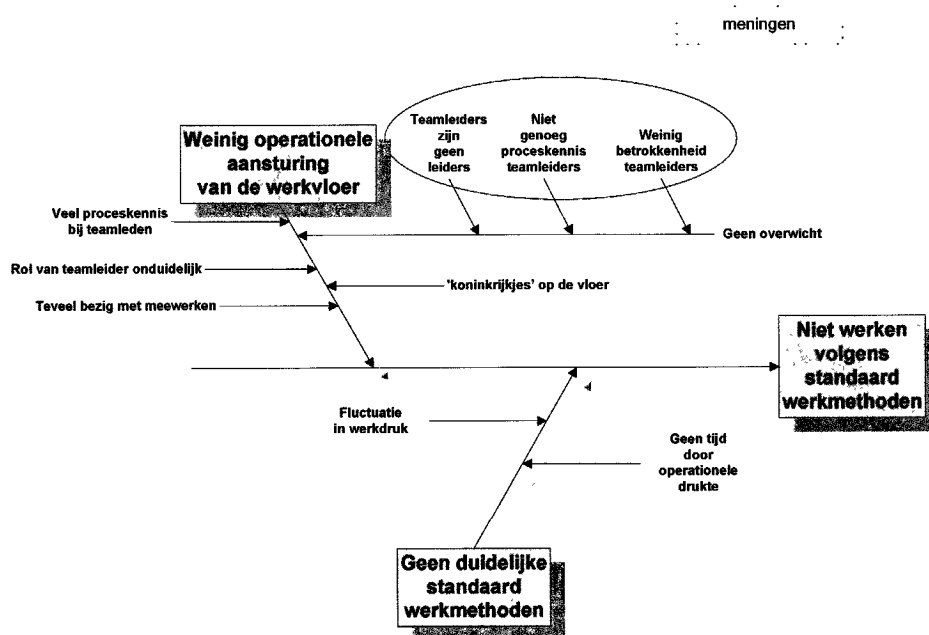 meningen
Teamleiders
zijn
geen
leiders
Niet
genoeg
proceskennis
teamleiders
Weinig
betrokkenheid
teamleiders
Weinig operationele
aansturing
van de werkvloer
Veel proceskennis
bij teamleden
Geen overwicht
Rol van teamleider onduidelijk
'koninkrijkjes' op de vloer
Teveel bezig met meewerken
Niet werken
volgens
standaard
werkmethoden
Fluctuatie
in werkdruk
Geen tijd
door
operationele
drukte
Geen duidelijke
standaard
werkmethoden